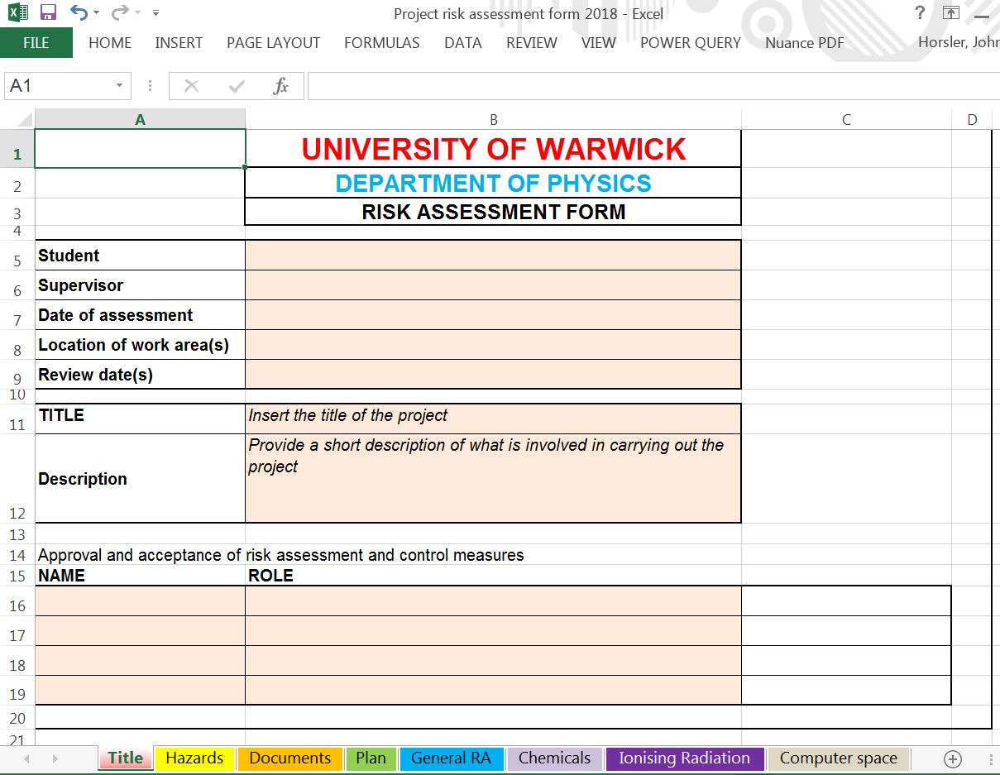 Project risk assessment form 2018 - Excel
?
FILE HOME INSERT PAGE LAYOUT FORMULAS DATA REVIEW VIEW POWER QUERY Nuance PDF Horsler, John
A1 fx
A B C D
1 UNIVERSITY OF WARWICK
2 DEPARTMENT OF PHYSICS
3 RISK ASSESSMENT FORM
4
5 Student
6 Supervisor
7 Date of assessment
8 Location of work area(s)
9 Review date(s)
10
11 TITLE Insert the title of the project
Provide a short description of what is involved in carrying out the
project
Description
12
13
14 Approval and acceptance of risk assessment and control measures
15 NAME ROLE
16
17
18
19
20
21
Title Hazards Documents Plan General RA Chemicals Ionising Radiation Computer space